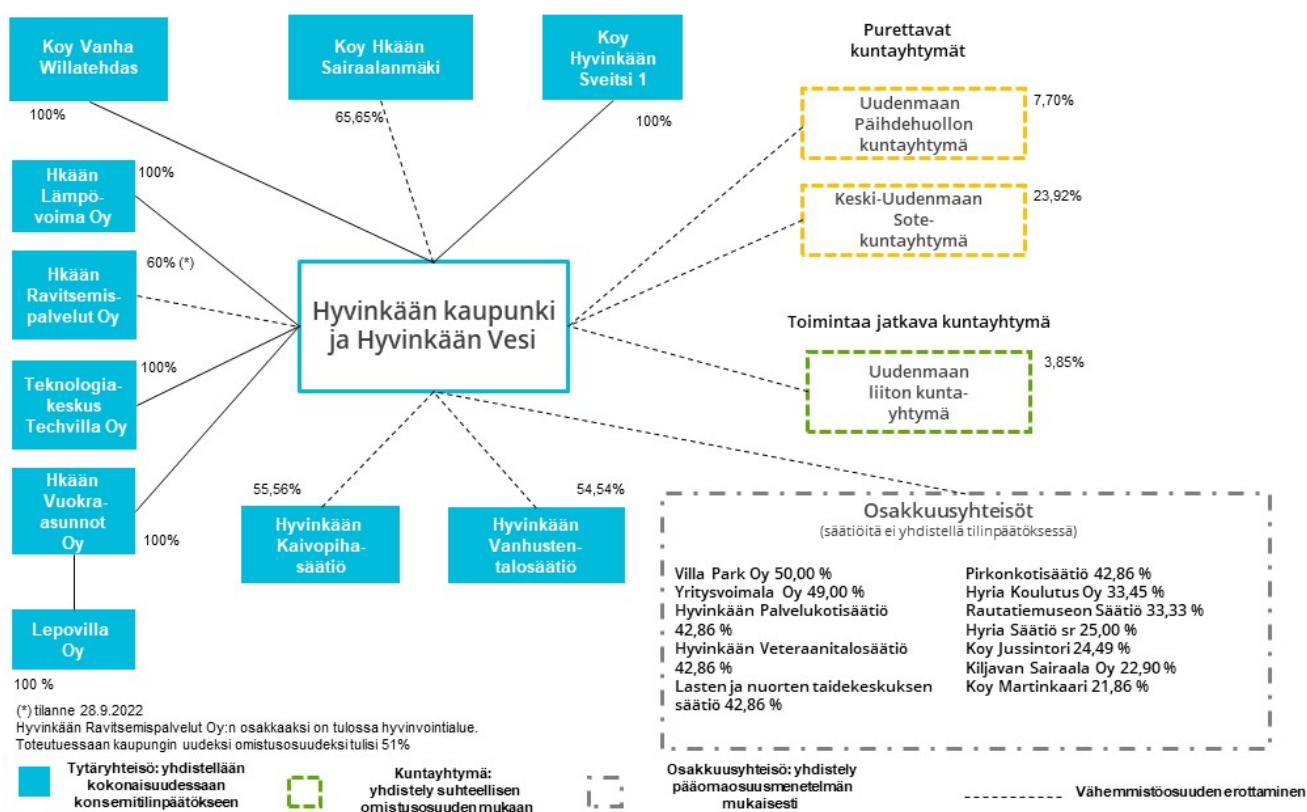 Koy Vanha
Willatehdas
100%
Koy Hkään
Sairaalanmäki
65,65%
Koy
Hyvinkään
Sveitsi 1
100%
Purettavat
kuntayhtymät
Uudenmaan
Päihdehuollon
kuntayhtymä
7,70%
Keski-Uudenmaan
Sote-
kuntayhtymä
23,92%
Toimintaa jatkava kuntayhtymä
Uudenmaan
liiton kunta-
yhtymä
3,85%
Hkään
Lämpö-
voima Oy
100%
Hkään
Ravitsemis-
palvelut Oy
60% (*)
Teknologia-
keskus
Techvilla Oy
100%
Hkään
Vuokra-
asunnot
Oy
100%
Lepovilla
Oy
100 %
Hyvinkään kaupunki
ja Hyvinkään Vesi
55,56%
Hyvinkään
Kaivopiha-
säätiö
54,54%
Hyvinkään
Vanhusten-
talosäätiö
Osakkuusyhteisöt
(säätiöitä ei yhdistellä tilinpäätöksessä)
Villa Park Oy 50,00 %
Yritysvoimala Oy 49,00 %
Hyvinkään Palvelukotisäätiö
42,86 %
Hyvinkään Veteraanitalosäätiö
42,86 %
Lasten ja nuorten taidekeskuksen
säätiö 42,86 %
Pirkonkotisäätiö 42,86 %
Hyria Koulutus Oy 33,45 %
Rautatiemuseon Säätiö 33,33 %
Hyria Säätiö sr 25,00 %
Koy Jussintori 24,49 %
Kiljavan Sairaala Oy 22,90 %
Koy Martinkaari 21,86 %
(*) tilanne 28.9.2022
Hyvinkään Ravitsemispalvelut Oy:n osakkaaksi on tulossa hyvinvointialue.
Toteutuessaan kaupungin uudeksi omistusosuudeksi tulisi 51%
Tytäryhteisö: yhdistellään
kokonaisuudessaan
konsernitilinpäätökseen
Kuntayhtymä:
yhdistely suhteellisen
omistusosuuden mukaan
Osakkuusyhteisö: yhdistely
pääomaosuusmenetelmän
mukaisesti
Vähemmistöosuuden erottaminen